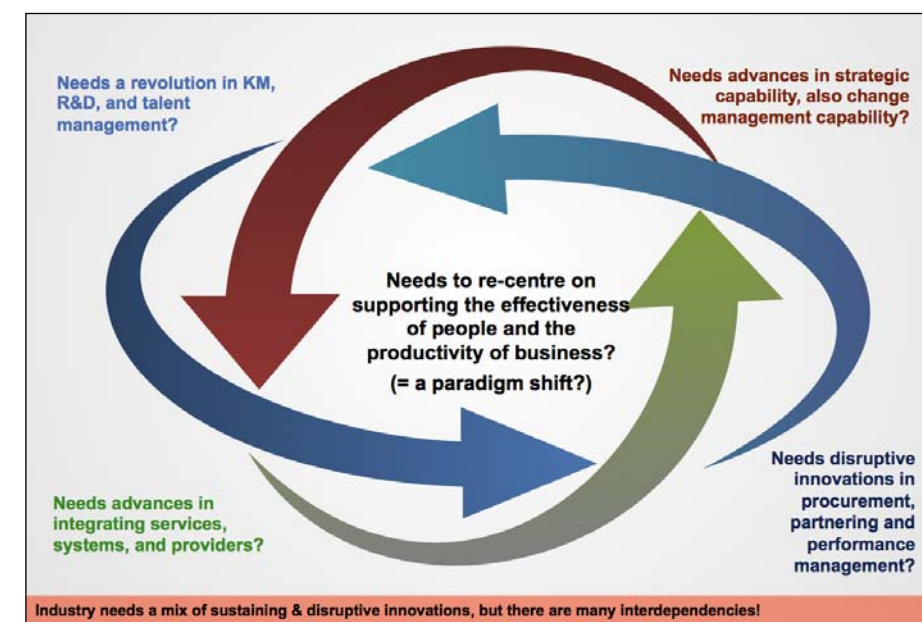 Needs a revolution in KM,
R&D, and talent
management?
Needs advances in strategic
capability, also change
management capability?
Needs to re-centre on
supporting the effectiveness
of people and the
productivity of business?
(= a paradigm shift?)
Needs advances in
integrating services,
systems, and providers?
Needs disruptive
innovations in
procurement,
partnering and
performance
management?
Industry needs a mix of sustaining & disruptive innovations, but there are many interdependencies!